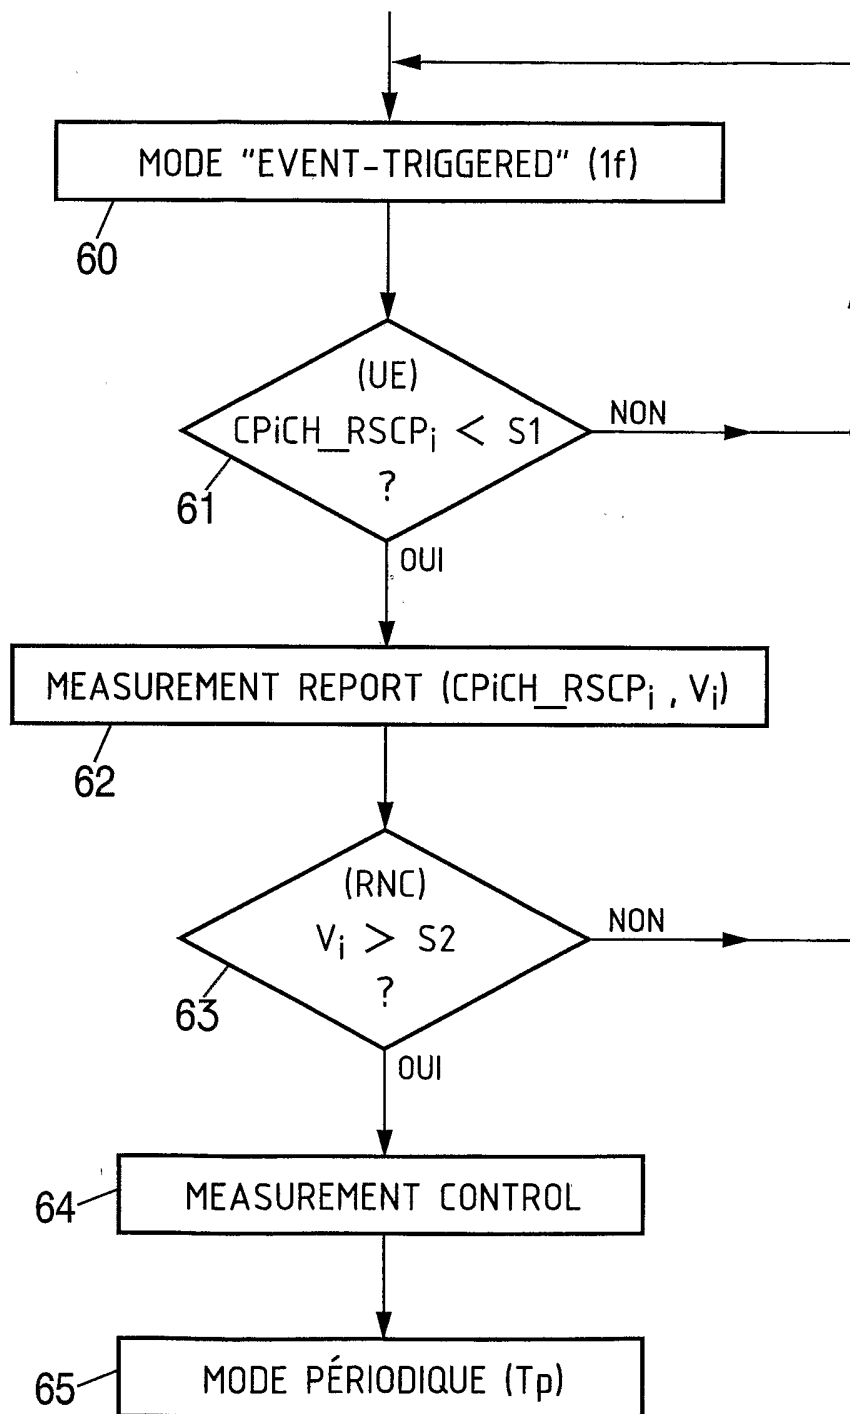 MODE "EVENT-TRIGGERED" (1f)
60
(UE)
CPiCH_RSCPi < S1
?
NON
61
OUI
MEASUREMENT REPORT (CPiCH_RSCPi , Vi)
62
(RNC)
Vi > S2
?
NON
63
OUI
MEASUREMENT CONTROL
64
MODE PÉRIODIQUE (Tp)
65